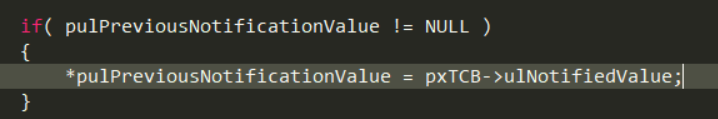 if( pulPreviousNotificationValue != NULL )
{
    *pulPreviousNotificationValue = pxTCB->ulNotifiedValue;
}